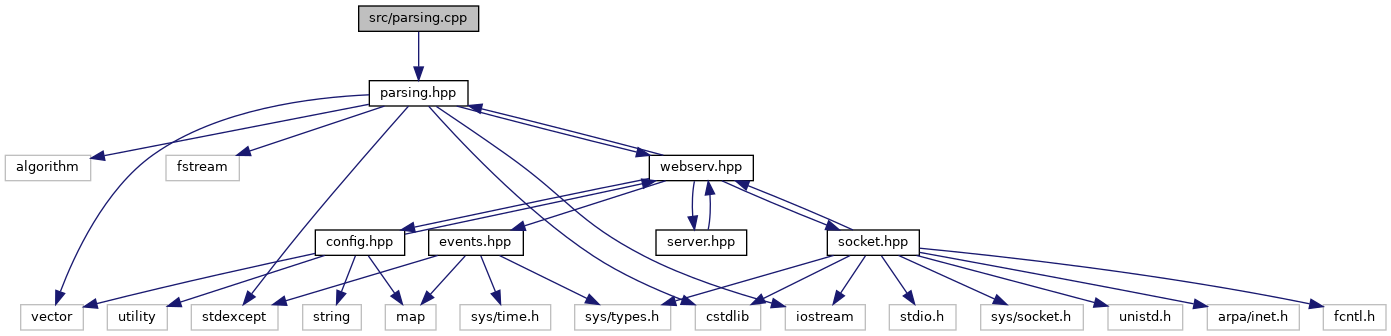 src/parsing.cpp
parsing.hpp
algorithm
fstream
webserv.hpp
config.hpp
events.hpp
server.hpp
socket.hpp
vector
utility
stdexcept
string
map
sys/time.h
sys/types.h
cstdlib
iostream
stdio.h
sys/socket.h
unistd.h
arpa/inet.h
fcntl.h